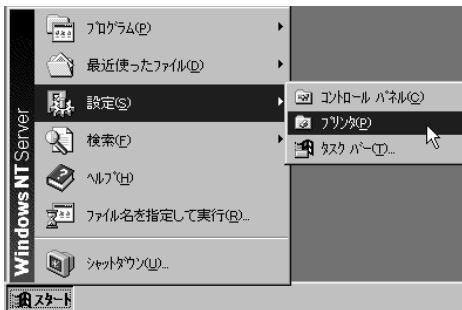 Windows NT Server
ﾌﾟﾛｸﾞﾗﾑ(P)
最近使ったﾌｧｲﾙ(D)
設定(S)
検索(F)
ﾍﾙﾌﾟ(H)
ﾌｧｲﾙ名を指定して実行(R)...
ｼｬｯﾄﾀﾞｳﾝ(U)...
ｺﾝﾄﾛｰﾙ ﾊﾟﾈﾙ(C)
ﾌﾟﾘﾝﾀ(P)
ﾀｽｸ ﾊﾞｰ(T)...
ｽﾀｰﾄ